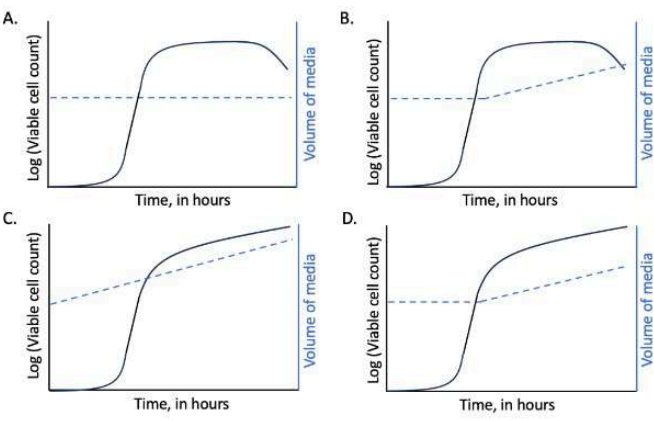 A.
Log (Viable cell count)
Volume of media
Time, in hours
B.
Log (Viable cell count)
Volume of media
Time, in hours
C.
Log (Viable cell count)
Volume of media
Time, in hours
D.
Log (Viable cell count)
Volume of media
Time, in hours